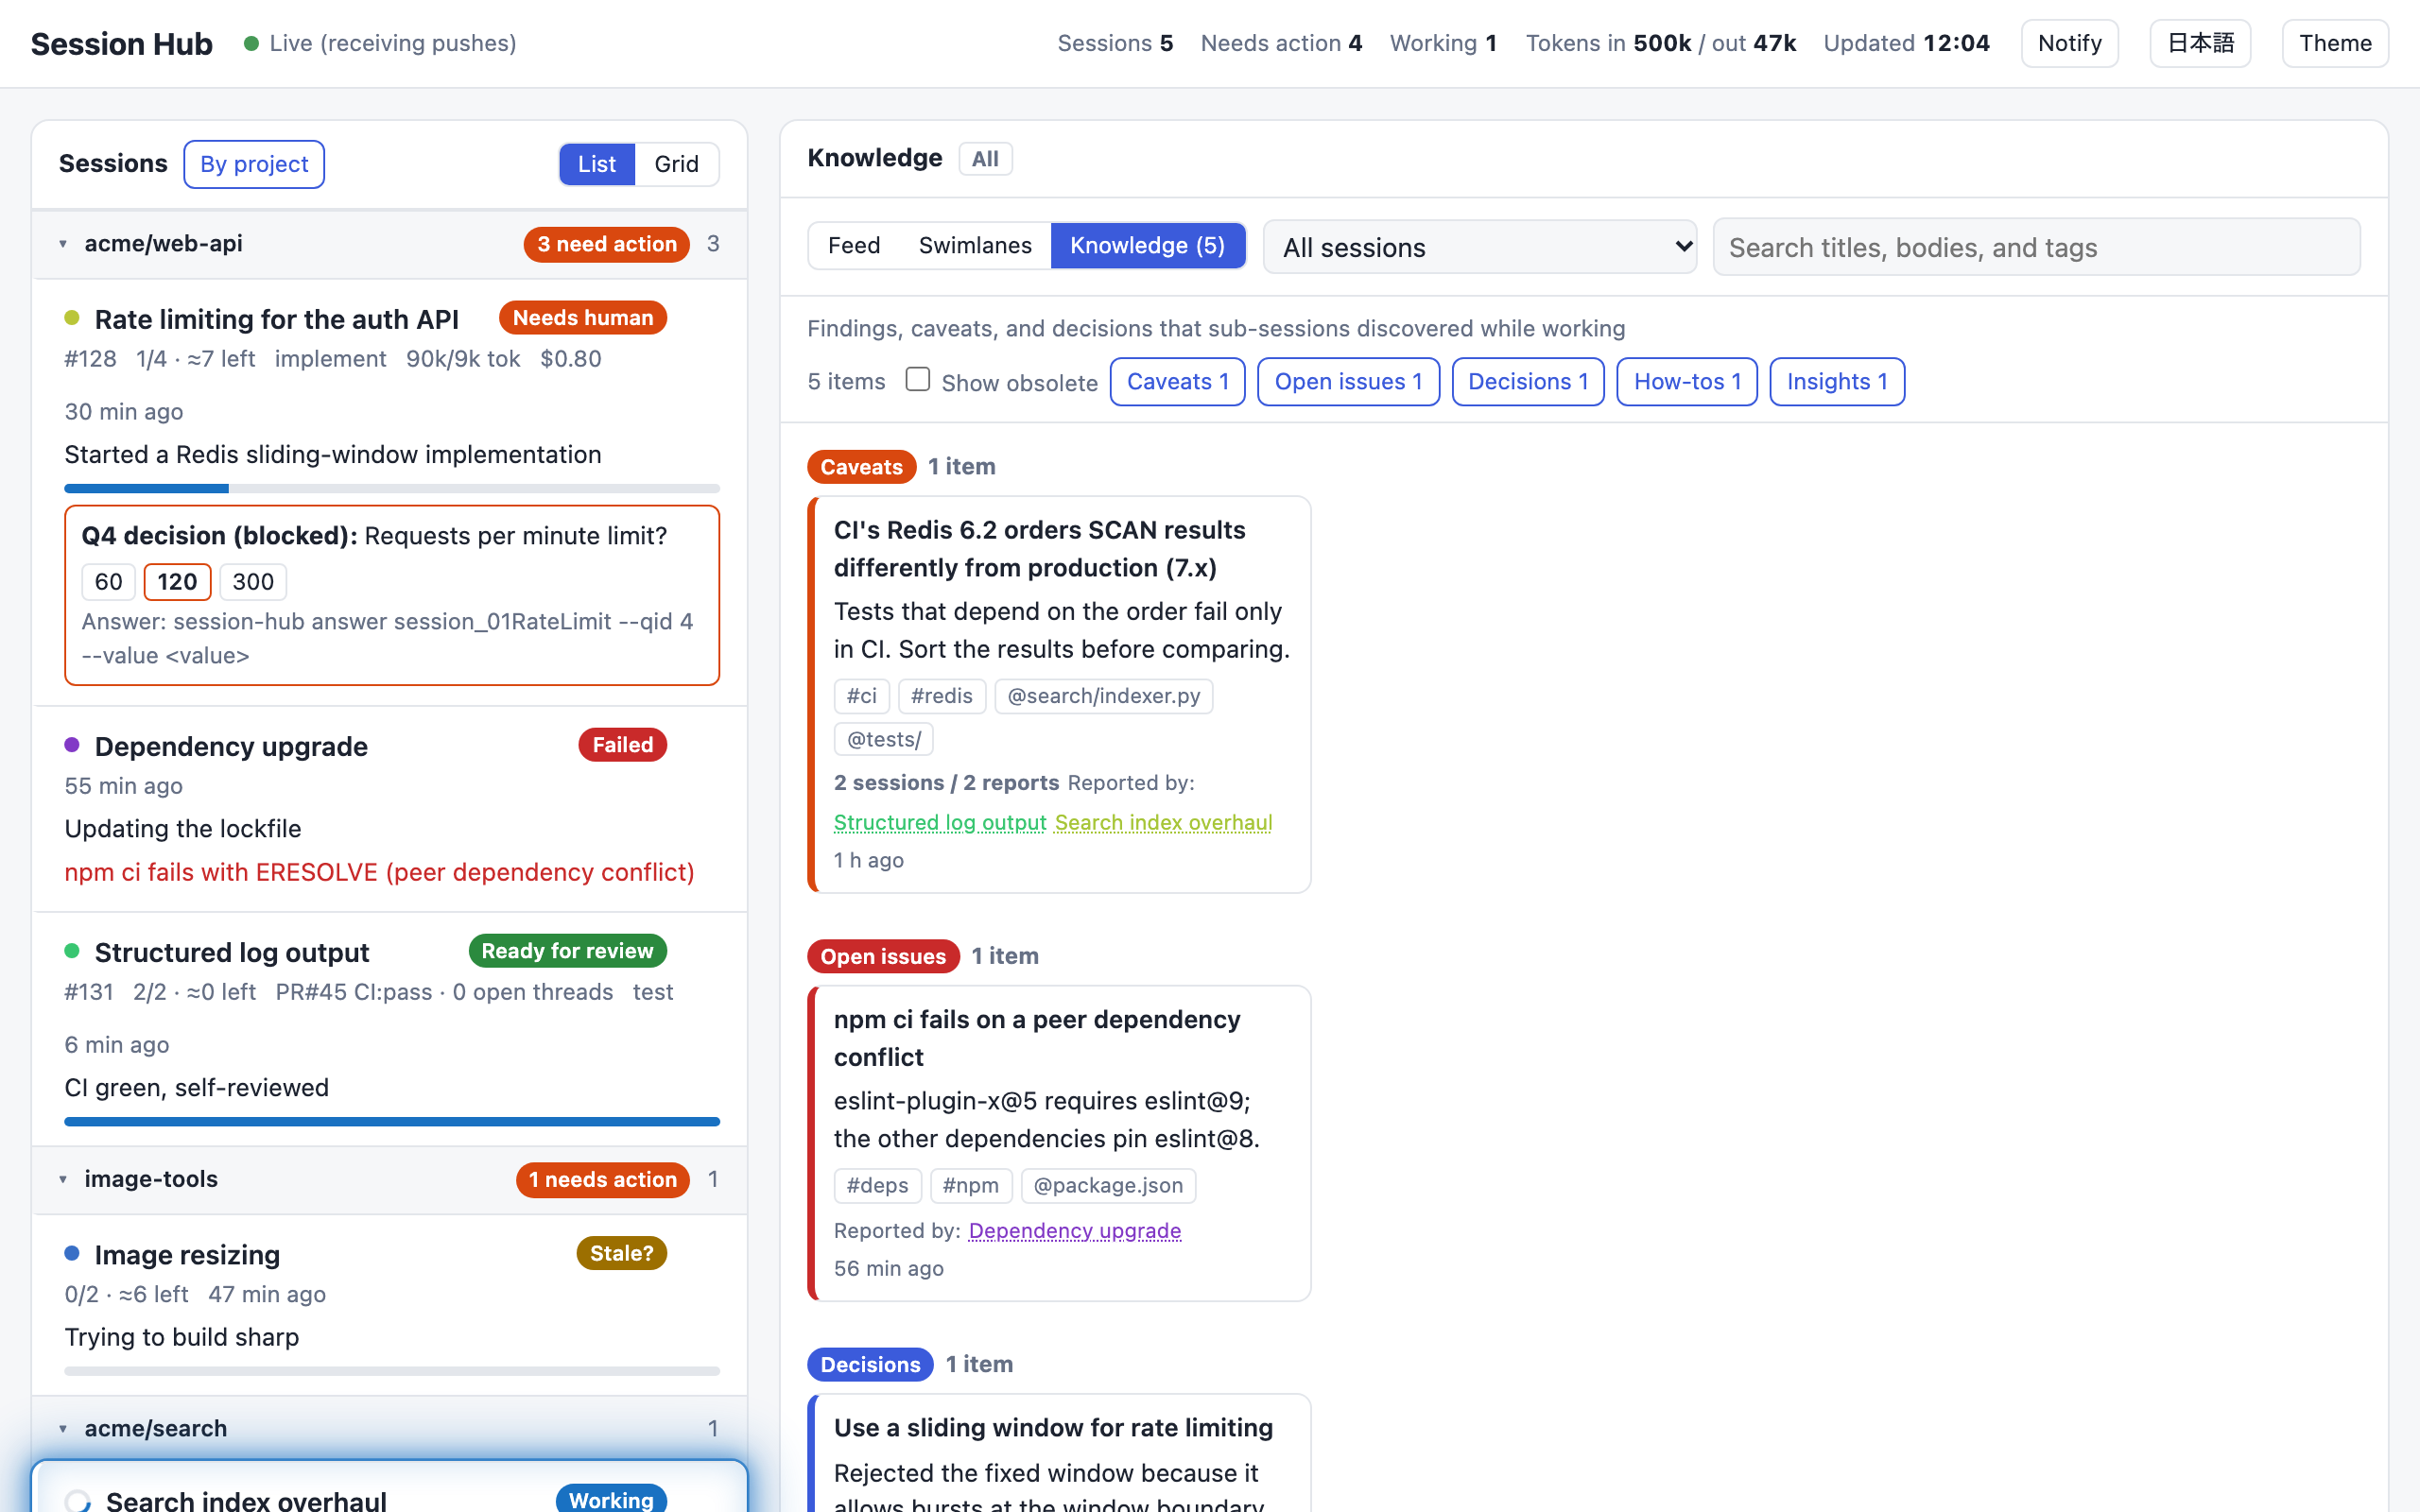 Session Hub
Live (receiving pushes)
Sessions 5
Needs action 4
Working 1
Tokens in 500k / out 47k
Updated 12:04
Notify
日本語
Theme
Sessions
By project
List
Grid
acme/web-api
3 need action
3
Rate limiting for the auth API
Needs human
#128 1/4 · ≈7 left implement 90k/9k tok $0.80
30 min ago
Started a Redis sliding-window implementation
Q4 decision (blocked): Requests per minute limit?
60
120
300
Answer: session-hub answer session_01RateLimit --qid 4
--value <value>
Dependency upgrade
Failed
55 min ago
Updating the lockfile
npm ci fails with ERESOLVE (peer dependency conflict)
Structured log output
Ready for review
#131 2/2 · ≈0 left PR#45 CI:pass · 0 open threads test
6 min ago
CI green, self-reviewed
image-tools
1 needs action
1
Image resizing
Stale?
0/2 · ≈6 left 47 min ago
Trying to build sharp
acme/search
1
Search index overhaul
Working
Knowledge
All
Feed
Swimlanes
Knowledge (5)
All sessions
Search titles, bodies, and tags
Findings, caveats, and decisions that sub-sessions discovered while working
5 items
Show obsolete
Caveats 1
Open issues 1
Decisions 1
How-tos 1
Insights 1
Caveats
1 item
CI's Redis 6.2 orders SCAN results
differently from production (7.x)
Tests that depend on the order fail only
in CI. Sort the results before comparing.
#ci
#redis
@search/indexer.py
@tests/
2 sessions / 2 reports Reported by:
Structured log output Search index overhaul
1 h ago
Open issues
1 item
npm ci fails on a peer dependency
conflict
eslint-plugin-x@5 requires eslint@9;
the other dependencies pin eslint@8.
#deps
#npm
@package.json
Reported by: Dependency upgrade
56 min ago
Decisions
1 item
Use a sliding window for rate limiting
Rejected the fixed window because it
allows bursts at the window boundary